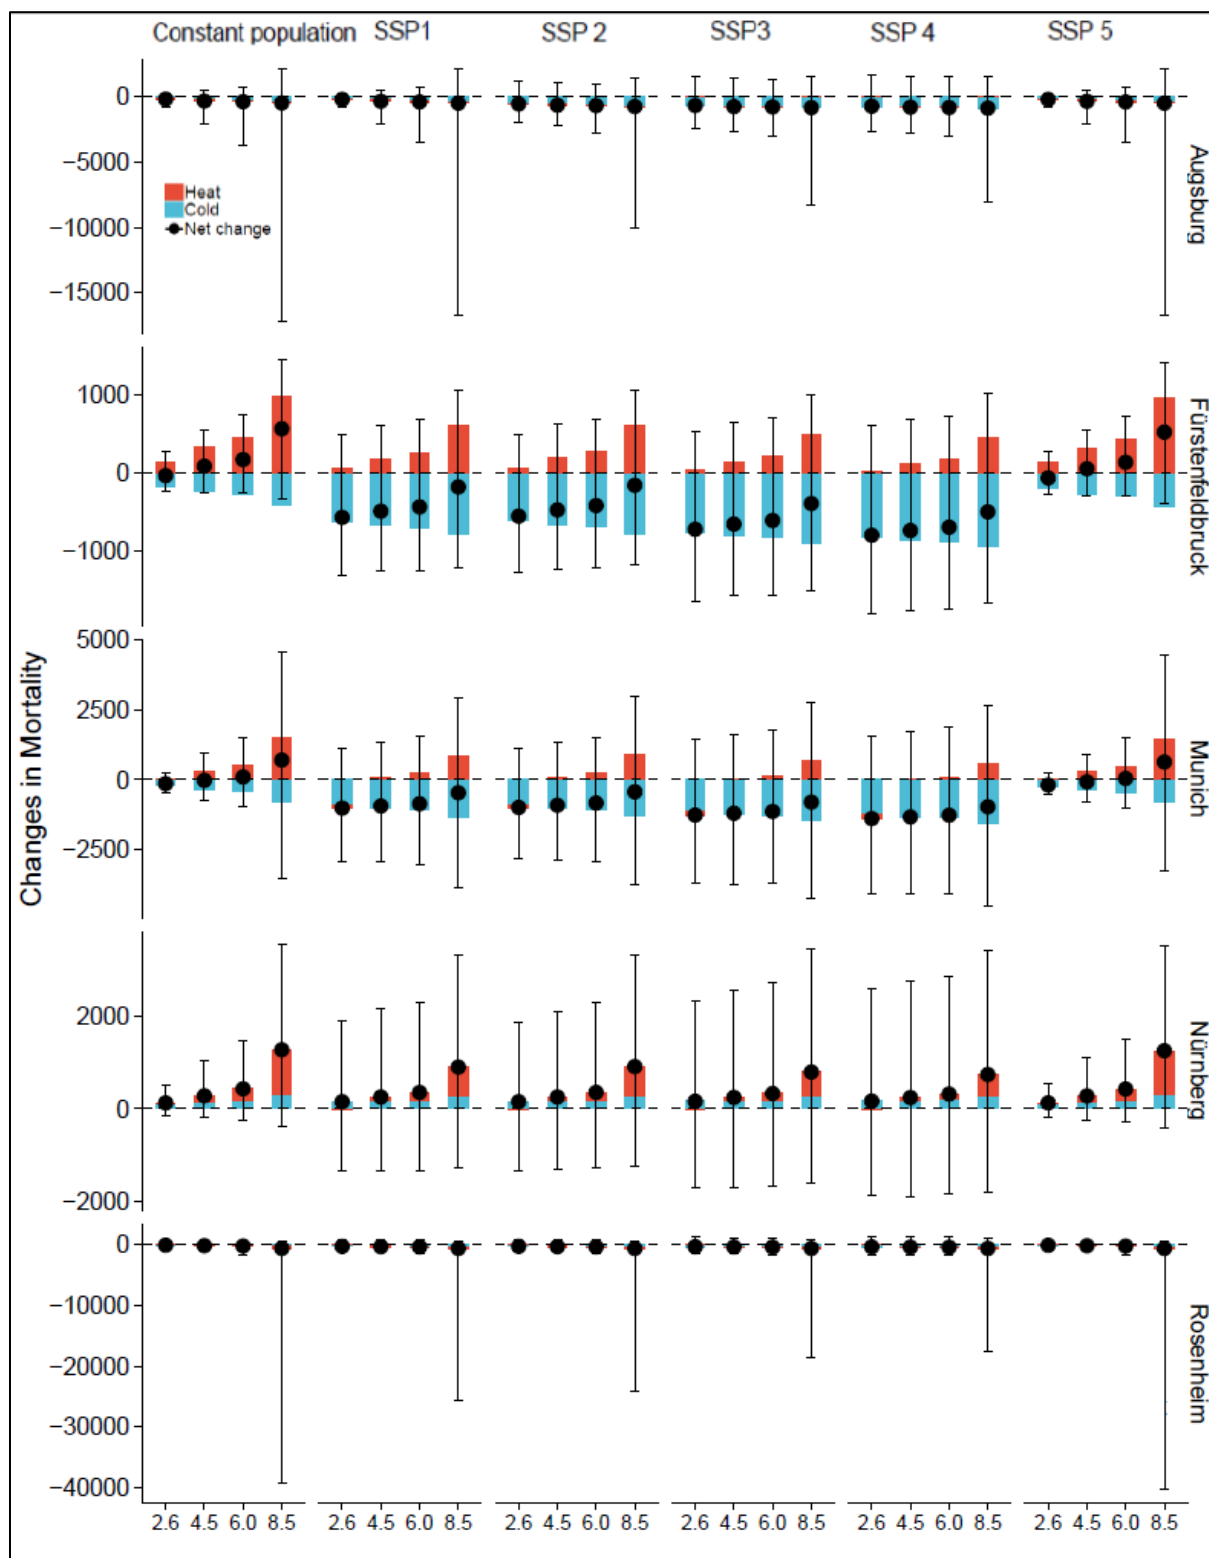 Constant population SSP1 SSP 2 SSP3 SSP 4 SSP 5
0
−5000
−10000
−15000
Heat
Cold
Net change
Augsburg
1000
0
−1000
Fürstenfeldbruck
5000
2500
0
−2500
Munich
Changes in Mortality
2000
0
−2000
Nürnberg
0
−10000
−20000
−30000
−40000
Rosenheim
2.6 4.5 6.0 8.5 2.6 4.5 6.0 8.5 2.6 4.5 6.0 8.5 2.6 4.5 6.0 8.5 2.6 4.5 6.0 8.5 2.6 4.5 6.0 8.5